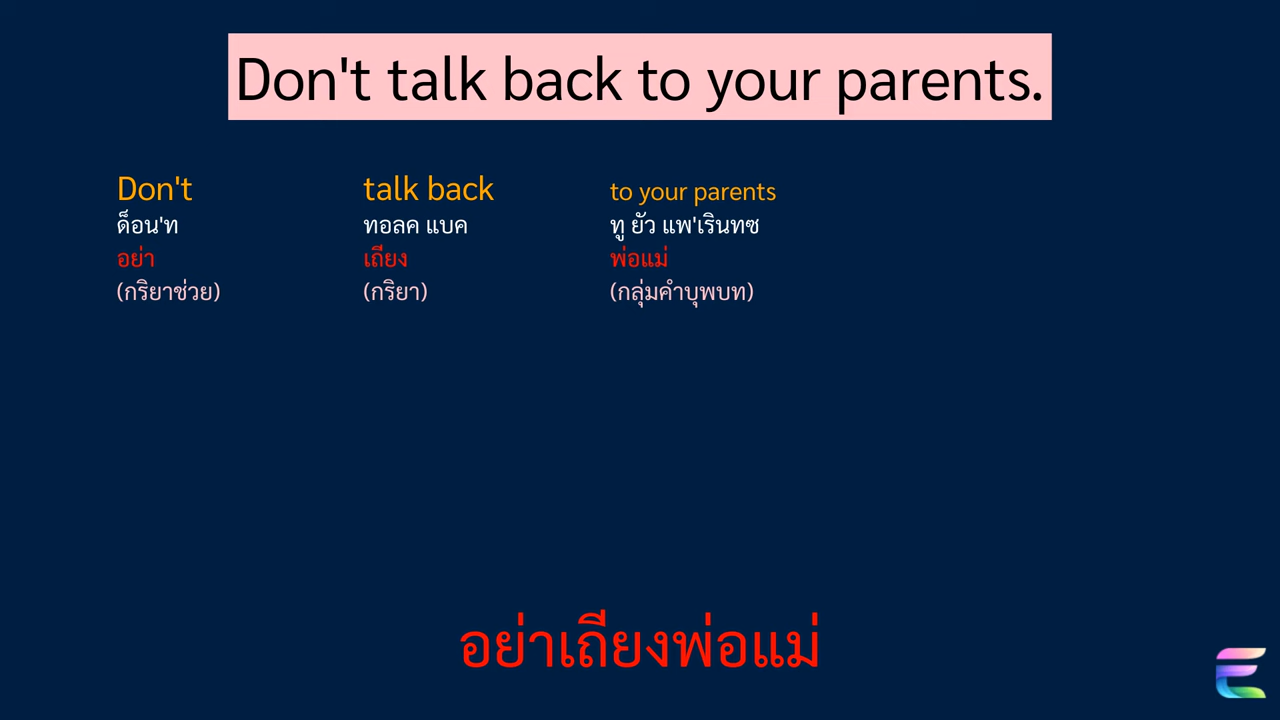 Don't talk back to your parents.
Don't talk back to your parents
ด็อน'ท ทอลค แบค ทู ยัว แพ'เรินทซ
อย่า เถียง พ่อแม่
(กริยาช่วย) (กริยา) (กลุ่มคำบุพบท)
อย่าเถียงพ่อแม่